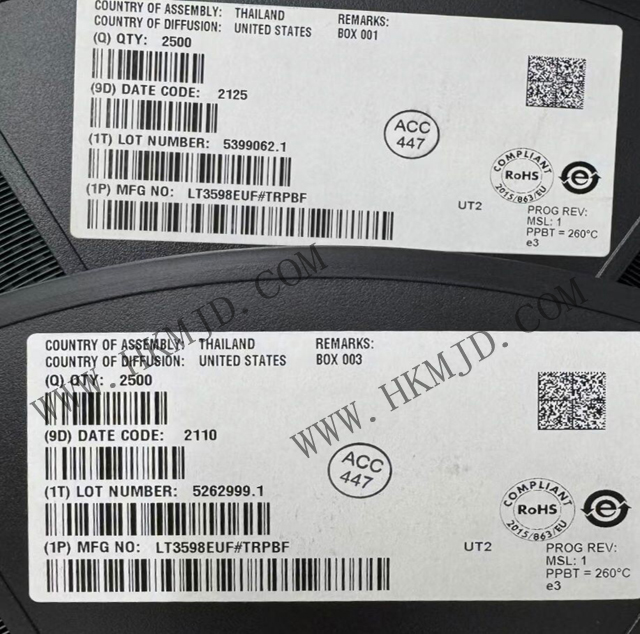 COUNTRY OF ASSEMBLY: THAILAND REMARKS:
COUNTRY OF DIFFUSION: UNITED STATES BOX 001
(Q) QTY: 2500
(9D) DATE CODE: 2125
(1T) LOT NUMBER: 5399062.1
ACC
447
COMPLIANT
RoHS
2015/863/EU
e
(1P) MFG NO: LT3598EUF#TRPBF
UT2
PROG REV:
MSL: 1
PPBT = 260°C
e3
COUNTRY OF ASSEMBLY: THAILAND REMARKS:
COUNTRY OF DIFFUSION: UNITED STATES BOX 003
(Q) QTY: 2500
(9D) DATE CODE: 2110
(1T) LOT NUMBER: 5262999.1
ACC
447
COMPLIANT
RoHS
2015/863/EU
e
(1P) MFG NO: LT3598EUF#TRPBF
UT2
PROG REV:
MSL: 1
PPBT = 260°C
e3
WWW.HKMJD.COM
WWW.HKMJD.COM